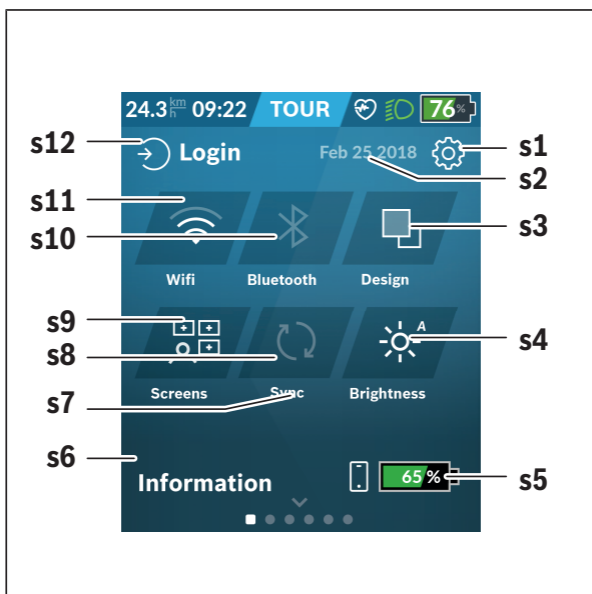 24.3 km/h 09:22 TOUR 76%
s12 Login Feb 25 2018 s1
s2
s11
s10 s3
Wifi Bluetooth Design
s9
s8 A s4
s7 Screens Sync Brightness
s6
Information 65% s5